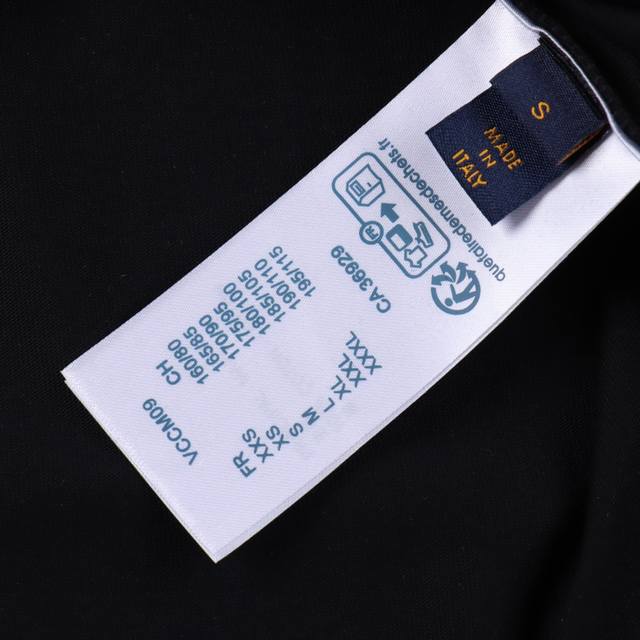 S
MADE
IN
ITALY
quefairedemesdechets.fr
FR
CA 36929
VCCM09
CH FR
160/80 XXS
165/85 XS
170/90 S
175/95 M
180/100 L
185/105 XL
190/110 XXL
195/115 XXXL